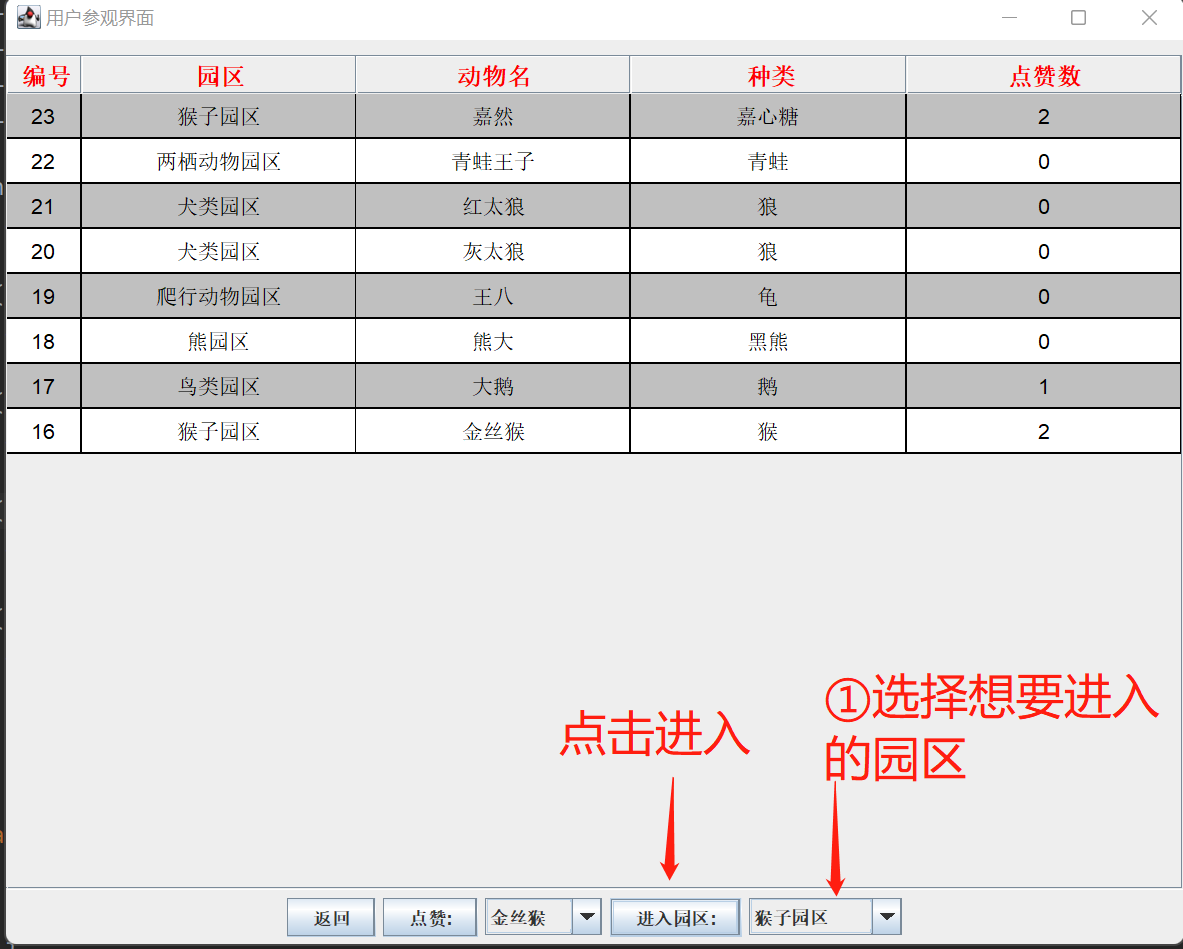 用户参观界面
编号 园区 动物名 种类 点赞数
23 猴子园区 嘉然 嘉心糖 2
22 两栖动物园区 青蛙王子 青蛙 0
21 犬类园区 红太狼 狼 0
20 犬类园区 灰太狼 狼 0
19 爬行动物园区 王八 龟 0
18 熊园区 熊大 黑熊 0
17 鸟类园区 大鹅 鹅 1
16 猴子园区 金丝猴 猴 2
点击进入
①选择想要进入
的园区
返回 点赞: 金丝猴 进入园区: 猴子园区